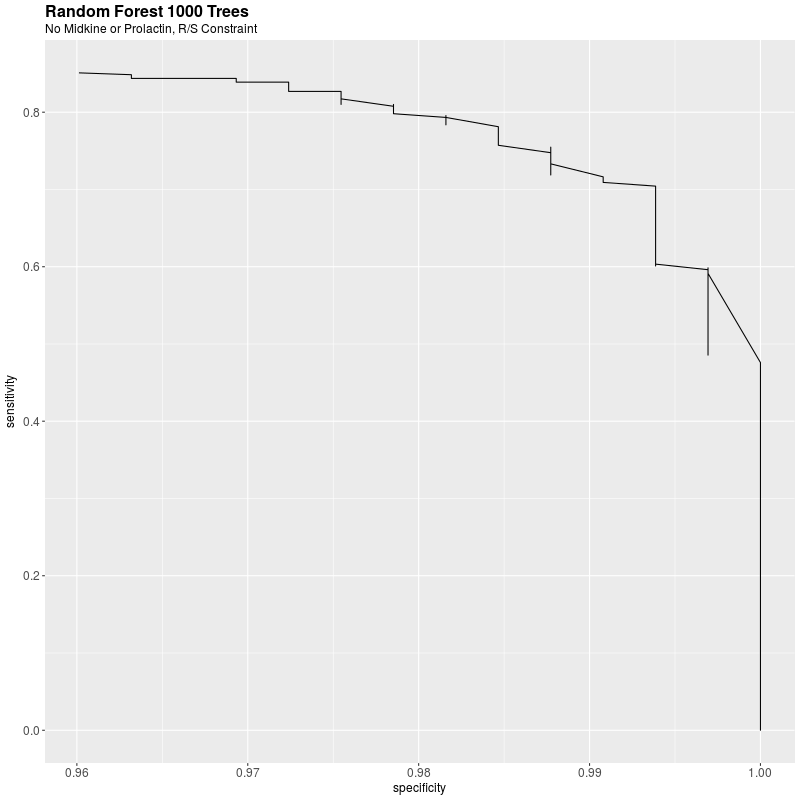 Random Forest 1000 Trees
No Midkine or Prolactin, R/S Constraint
sensitivity
0.8
0.6
0.4
0.2
0.0
0.96 0.97 0.98 0.99 1.00
specificity